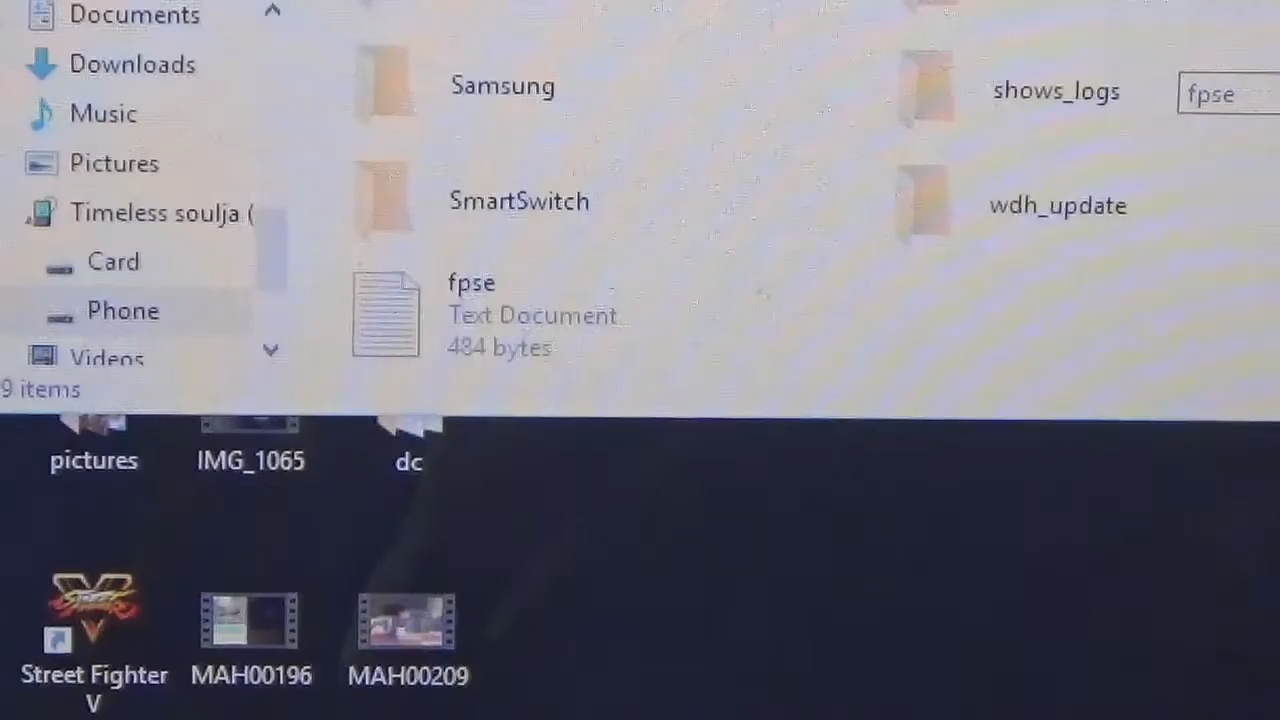 Documents
Downloads
Music
Pictures
Timeless soulja (
Card
Phone
Videos
9 items
Samsung
SmartSwitch
fpse
Text Document
484 bytes
shows_logs
wdh_update
fpse
pictures
IMG_1065
dc
Street Fighter
V
MAH00196
MAH00209